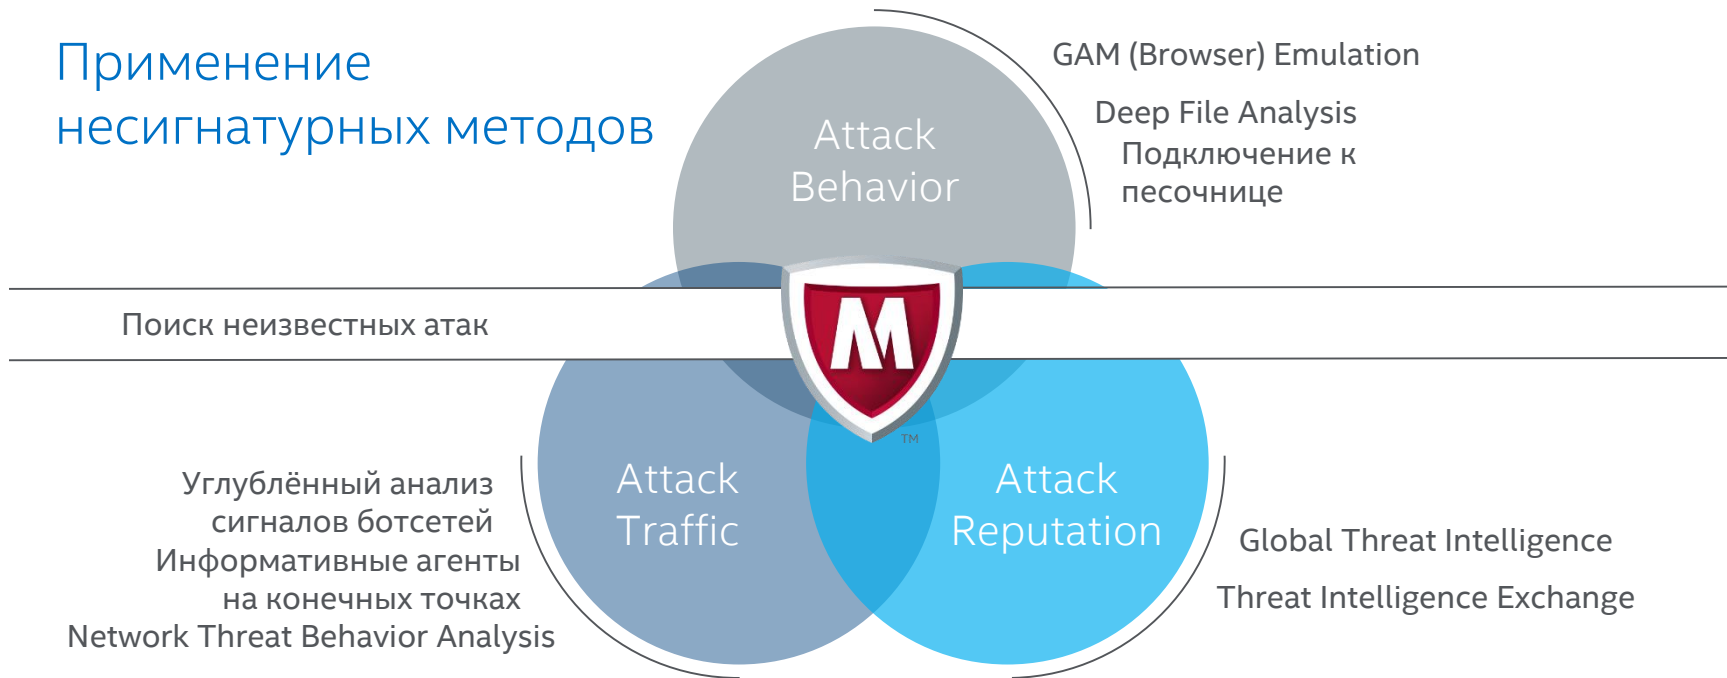 Применение
несигнатурных методов
Attack
Behavior
GAM (Browser) Emulation
Deep File Analysis
Подключение к
песочнице
Поиск неизвестных атак
M
TM
Attack
Traffic
Углублённый анализ
сигналов ботсетей
Информативные агенты
на конечных точках
Network Threat Behavior Analysis
Attack
Reputation
Global Threat Intelligence
Threat Intelligence Exchange